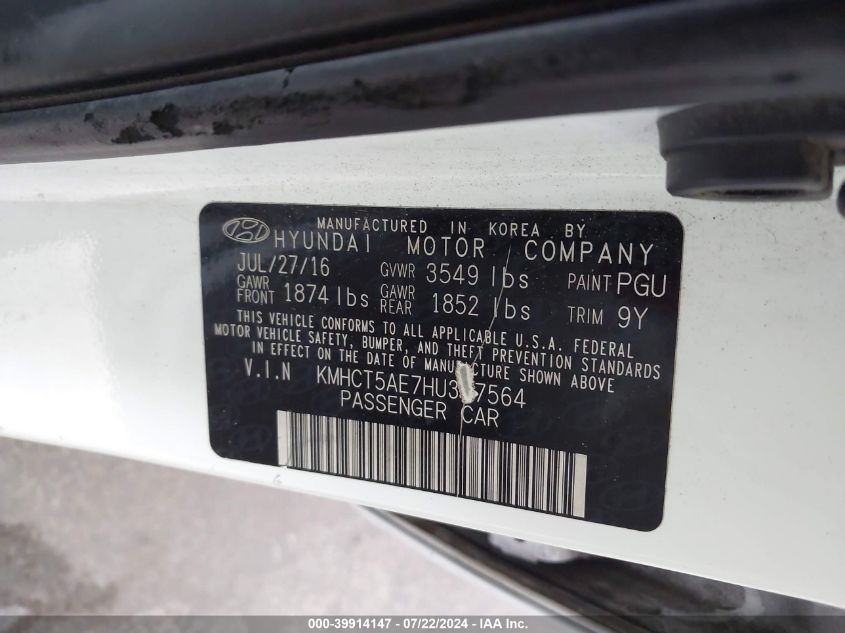 MANUFACTURED IN KOREA BY
HYUNDAI MOTOR COMPANY
JUL/27/16 GVWR 3549 lbs PAINT PGU
GAWR FRONT 1874 lbs GAWR REAR 1852 lbs TRIM 9Y
THIS VEHICLE CONFORMS TO ALL APPLICABLE U.S.A. FEDERAL
MOTOR VEHICLE SAFETY, BUMPER, AND THEFT PREVENTION STANDARDS
IN EFFECT ON THE DATE OF MANUFACTURE SHOWN ABOVE
V.I.N
PASSENGER CAR
000-39914147 - 07/22/2024 - IAA Inc.